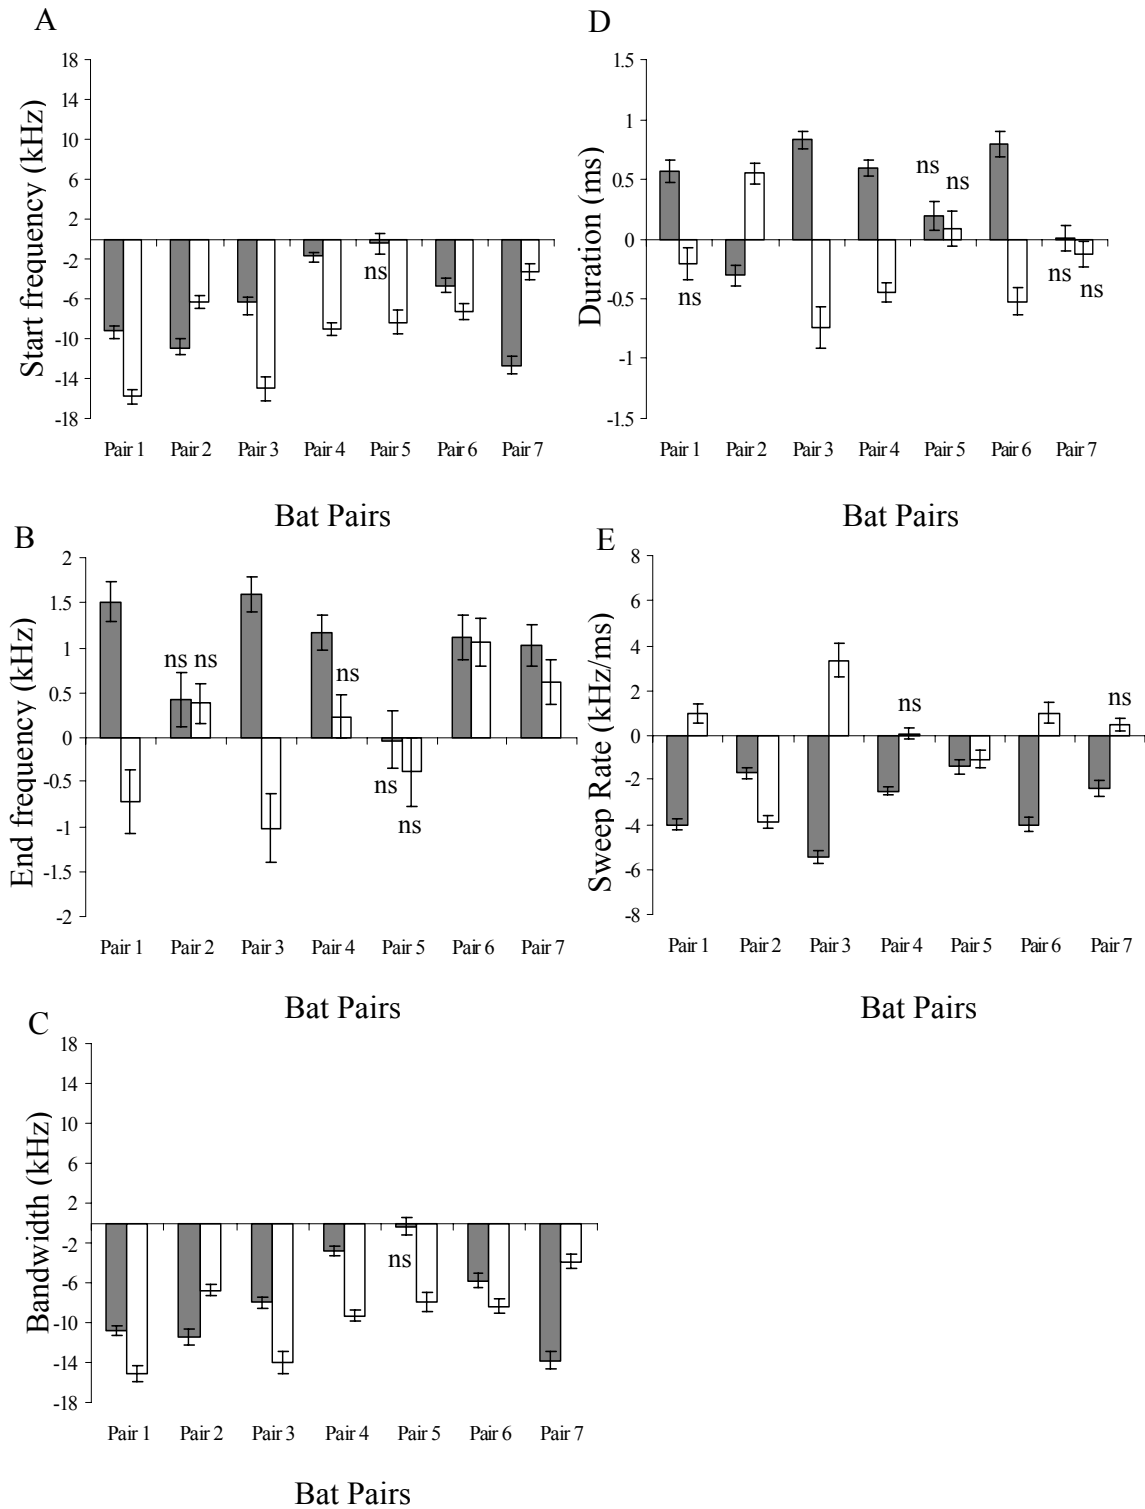 A
Start frequency (kHz)
18
14
10
6
2
-2
-6
-10
-14
-18
ns
Pair 1 Pair 2 Pair 3 Pair 4 Pair 5 Pair 6 Pair 7
Bat Pairs
B
End frequency (kHz)
2
1.5
1
0.5
0
-0.5
-1
-1.5
-2
ns ns
ns
ns
ns
Pair 1 Pair 2 Pair 3 Pair 4 Pair 5 Pair 6 Pair 7
Bat Pairs
C
Bandwidth (kHz)
18
14
10
6
2
-2
-6
-10
-14
-18
ns
Pair 1 Pair 2 Pair 3 Pair 4 Pair 5 Pair 6 Pair 7
Bat Pairs
D
Duration (ms)
1.5
1
0.5
0
-0.5
-1
-1.5
ns
ns
ns
ns
ns
Pair 1 Pair 2 Pair 3 Pair 4 Pair 5 Pair 6 Pair 7
Bat Pairs
E
Sweep Rate (kHz/ms)
8
6
4
2
0
-2
-4
-6
-8
ns
ns
Pair 1 Pair 2 Pair 3 Pair 4 Pair 5 Pair 6 Pair 7
Bat Pairs